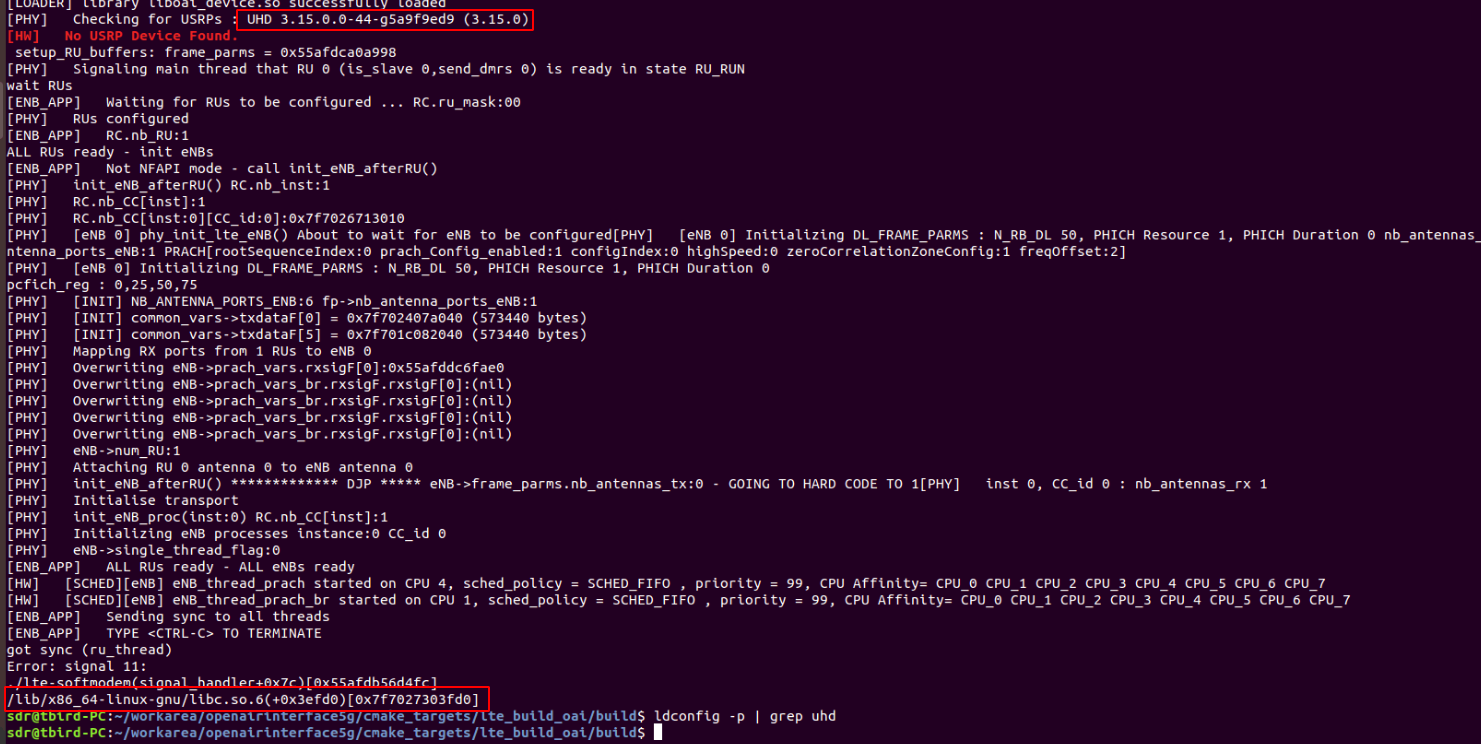 [LOADER] library liboai_device.so successfully loaded
[PHY]   Checking for USRPs : UHD 3.15.0.0-44-g5a9f9ed9 (3.15.0)
[HW]   No USRP Device Found.
 setup_RU_buffers: frame_parms = 0x55afdca0a998
[PHY]   Signaling main thread that RU 0 (is_slave 0,send_dmrs 0) is ready in state RU_RUN
wait RUs
[ENB_APP]   Waiting for RUs to be configured ... RC.ru_mask:00
[PHY]   RUs configured
[ENB_APP]   RC.nb_RU:1
ALL RUs ready - init eNBs
[ENB_APP]   Not NFAPI mode - call init_eNB_afterRU()
[PHY]   init_eNB_afterRU() RC.nb_inst:1
[PHY]   RC.nb_CC[inst]:1
[PHY]   RC.nb_CC[inst:0][CC_id:0]:0x7f7026713010
[PHY]   [eNB 0] phy_init_lte_eNB() About to wait for eNB to be configured[PHY]   [eNB 0] Initializing DL_FRAME_PARMS : N_RB_DL 50, PHICH Resource 1, PHICH Duration 0 nb_antennas_
ntenna_ports_eNB:1 PRACH[rootSequenceIndex:0 prach_Config_enabled:1 configIndex:0 highSpeed:0 zeroCorrelationZoneConfig:1 freqOffset:2]
[PHY]   [eNB 0] Initializing DL_FRAME_PARMS : N_RB_DL 50, PHICH Resource 1, PHICH Duration 0
pcfich_reg : 0,25,50,75
[PHY]   [INIT] NB_ANTENNA_PORTS_ENB:6 fp->nb_antenna_ports_eNB:1
[PHY]   [INIT] common_vars->txdataF[0] = 0x7f702407a040 (573440 bytes)
[PHY]   [INIT] common_vars->txdataF[5] = 0x7f701c082040 (573440 bytes)
[PHY]   Mapping RX ports from 1 RUs to eNB 0
[PHY]   Overwriting eNB->prach_vars.rxsigF[0]:0x55afddc6fae0
[PHY]   Overwriting eNB->prach_vars_br.rxsigF.rxsigF[0]:(nil)
[PHY]   Overwriting eNB->prach_vars_br.rxsigF.rxsigF[0]:(nil)
[PHY]   Overwriting eNB->prach_vars_br.rxsigF.rxsigF[0]:(nil)
[PHY]   Overwriting eNB->prach_vars_br.rxsigF.rxsigF[0]:(nil)
[PHY]   eNB->num_RU:1
[PHY]   Attaching RU 0 antenna 0 to eNB antenna 0
[PHY]   init_eNB_afterRU() ************* DJP ***** eNB->frame_parms.nb_antennas_tx:0 - GOING TO HARD CODE TO 1[PHY]   inst 0, CC_id 0 : nb_antennas_rx 1
[PHY]   Initialise transport
[PHY]   init_eNB_proc(inst:0) RC.nb_CC[inst]:1
[PHY]   Initializing eNB processes instance:0 CC_id 0
[PHY]   eNB->single_thread_flag:0
[ENB_APP]   ALL RUs ready - ALL eNBs ready
[HW]   [SCHED][eNB] eNB_thread_prach started on CPU 4, sched_policy = SCHED_FIFO , priority = 99, CPU Affinity= CPU_0 CPU_1 CPU_2 CPU_3 CPU_4 CPU_5 CPU_6 CPU_7
[HW]   [SCHED][eNB] eNB_thread_prach_br started on CPU 1, sched_policy = SCHED_FIFO , priority = 99, CPU Affinity= CPU_0 CPU_1 CPU_2 CPU_3 CPU_4 CPU_5 CPU_6 CPU_7
[ENB_APP]   Sending sync to all threads
[ENB_APP]   TYPE <CTRL-C> TO TERMINATE
got sync (ru_thread)
Error: signal 11:
./lte-softmodem(signal_handler+0x7c)[0x55afdb56d4fc]
/lib/x86_64-linux-gnu/libc.so.6(+0x3efd0)[0x7f7027303fd0]
sdr@tbird-PC:~/workarea/openairinterface5g/cmake_targets/lte_build_oai/build$ ldconfig -p | grep uhd
sdr@tbird-PC:~/workarea/openairinterface5g/cmake_targets/lte_build_oai/build$